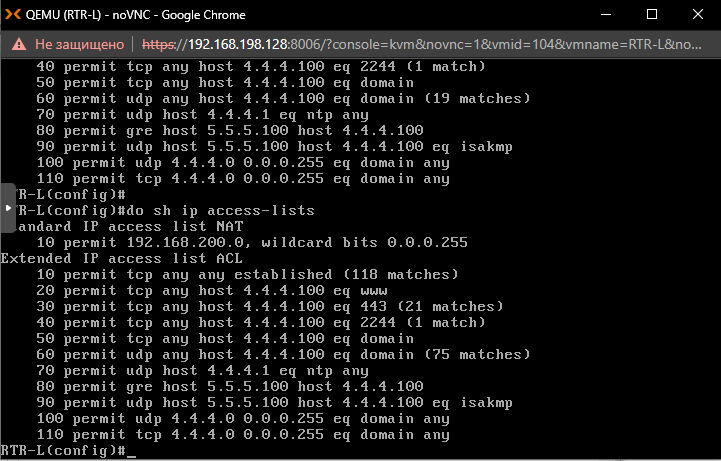 QEMU (RTR-L) - noVNC - Google Chrome
Не защищено https://192.168.198.128:8006/?console=kvm&novnc=1&vmid=104&vmname=RTR-L&no...
40 permit tcp any host 4.4.4.100 eq 2244 (1 match)
50 permit tcp any host 4.4.4.100 eq domain
60 permit udp any host 4.4.4.100 eq domain (19 matches)
70 permit udp host 4.4.4.1 eq ntp any
80 permit gre host 5.5.5.100 host 4.4.4.100
90 permit udp host 5.5.5.100 host 4.4.4.100 eq isakmp
100 permit udp 4.4.4.0 0.0.0.255 eq domain any
110 permit tcp 4.4.4.0 0.0.0.255 eq domain any
TR-L(config)#
TR-L(config)#do sh ip access-lists
andard IP access list NAT
10 permit 192.168.200.0, wildcard bits 0.0.0.255
Extended IP access list ACL
10 permit tcp any any established (118 matches)
20 permit tcp any host 4.4.4.100 eq www
30 permit tcp any host 4.4.4.100 eq 443 (21 matches)
40 permit tcp any host 4.4.4.100 eq 2244 (1 match)
50 permit tcp any host 4.4.4.100 eq domain
60 permit udp any host 4.4.4.100 eq domain (75 matches)
70 permit udp host 4.4.4.1 eq ntp any
80 permit gre host 5.5.5.100 host 4.4.4.100
90 permit udp host 5.5.5.100 host 4.4.4.100 eq isakmp
100 permit udp 4.4.4.0 0.0.0.255 eq domain any
110 permit tcp 4.4.4.0 0.0.0.255 eq domain any
RTR-L(config)#_